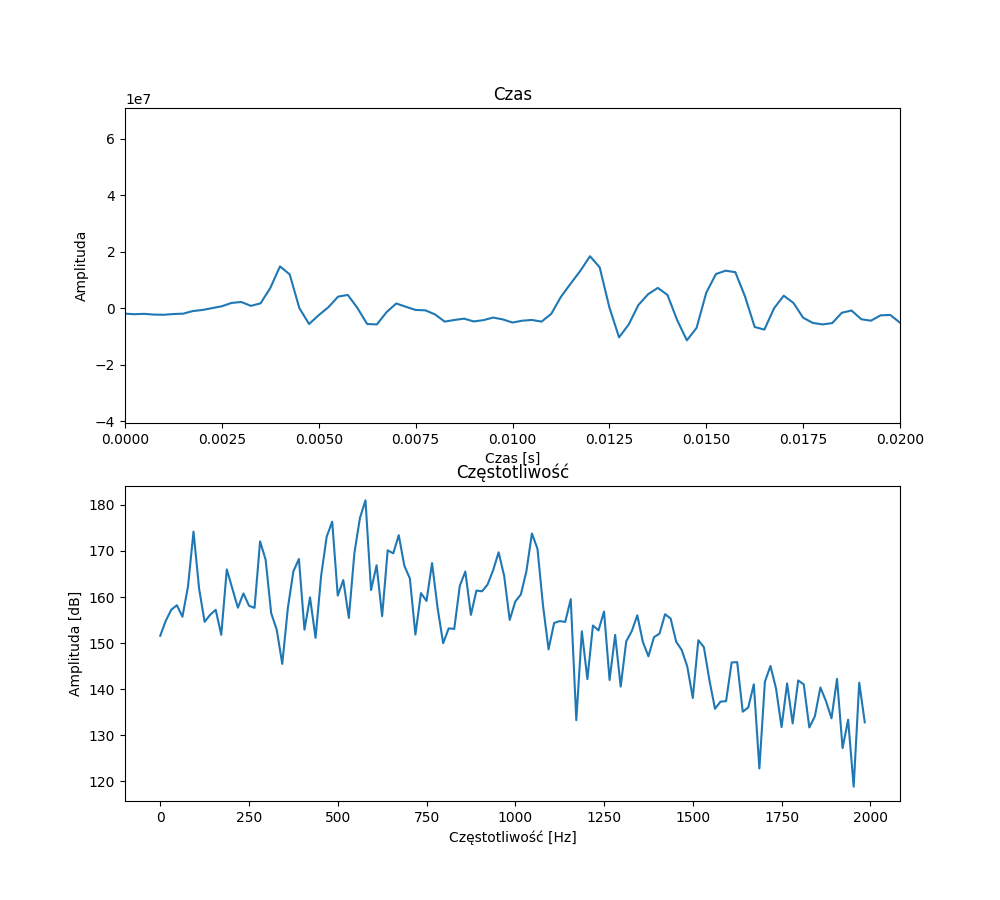 Czas
1e7
6
4
2
0
−2
−4
Amplituda
0.0000 0.0025 0.0050 0.0075 0.0100 0.0125 0.0150 0.0175 0.0200
Czas [s]
Częstotliwość
180
170
160
150
140
130
120
Amplituda [dB]
0 250 500 750 1000 1250 1500 1750 2000
Częstotliwość [Hz]